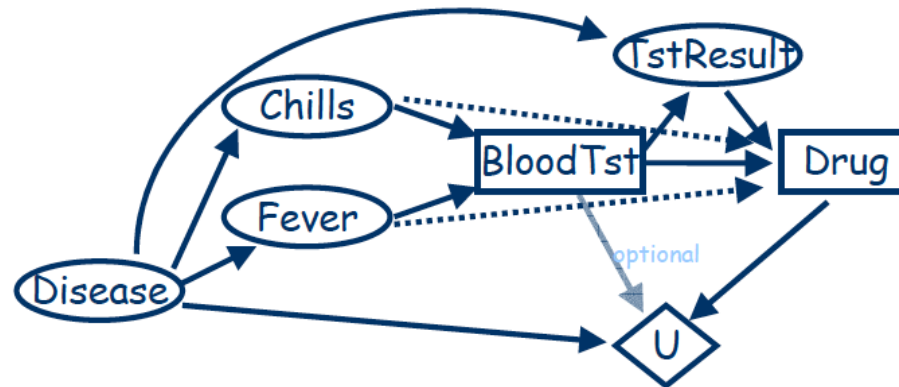 TstResult
Chills
BloodTst
Drug
Fever
optional
Disease
U